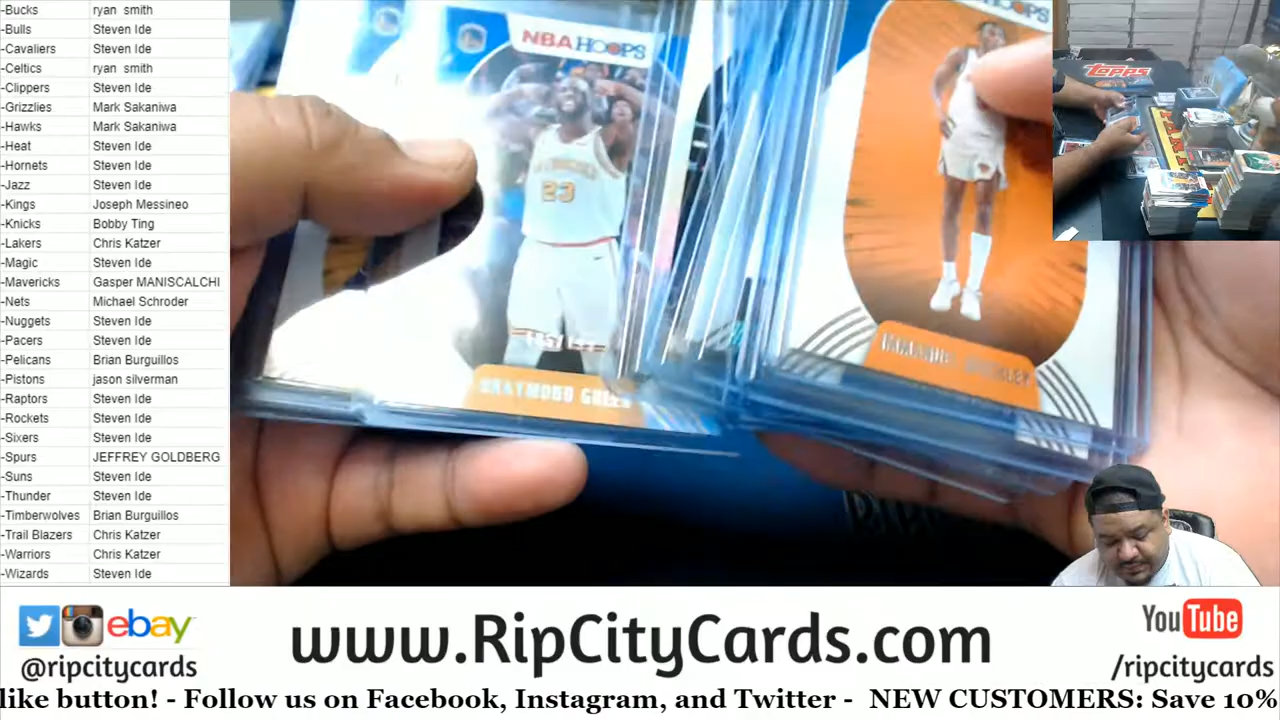 -Bucks ryan smith
-Bulls Steven Ide
-Cavaliers Steven Ide
-Celtics ryan smith
-Clippers Steven Ide
-Grizzlies Mark Sakaniwa
-Hawks Mark Sakaniwa
-Heat Steven Ide
-Hornets Steven Ide
-Jazz Steven Ide
-Kings Joseph Messineo
-Knicks Bobby Ting
-Lakers Chris Katzer
-Magic Steven Ide
-Mavericks Gasper MANISCALCHI
-Nets Michael Schroder
-Nuggets Steven Ide
-Pacers Steven Ide
-Pelicans Brian Burguillos
-Pistons jason silverman
-Raptors Steven Ide
-Rockets Steven Ide
-Sixers Steven Ide
-Spurs JEFFREY GOLDBERG
-Suns Steven Ide
-Thunder Steven Ide
-Timberwolves Brian Burguillos
-Trail Blazers Chris Katzer
-Warriors Chris Katzer
-Wizards Steven Ide
NBA HOOPS
23
DRAYMOND GREEN
HOOPS
IMMANUEL QUICKLEY
Topps
ebay
@ripcitycards
www.RipCityCards.com
YouTube
/ripcitycards
like button! - Follow us on Facebook, Instagram, and Twitter - NEW CUSTOMERS: Save 10%